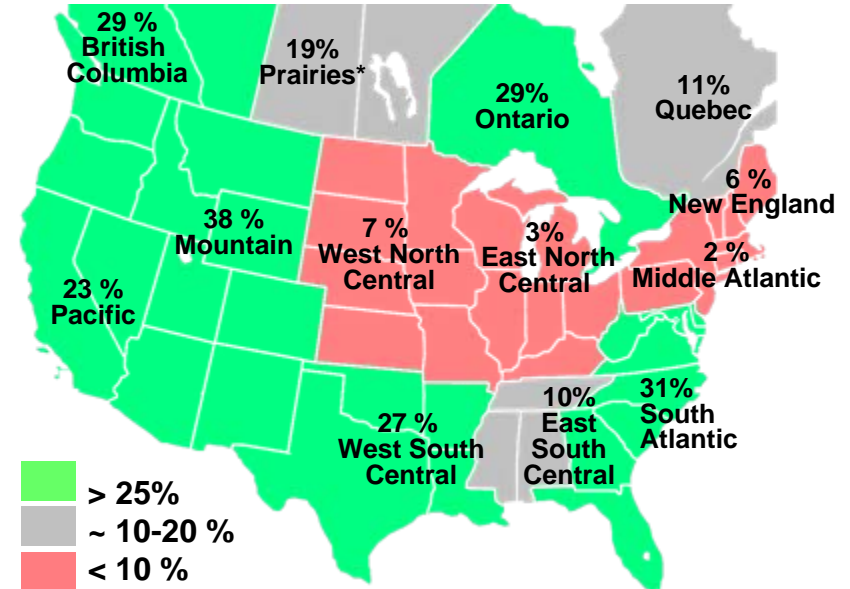 29 %
British
Columbia
19%
Prairies*
29%
Ontario
11%
Quebec
6 %
New England
38 %
Mountain
7 %
West North
Central
3%
East North
Central
2 %
Middle Atlantic
23 %
Pacific
27 %
West South
Central
10%
East
South
Central
31%
South
Atlantic
> 25%
~ 10-20 %
< 10 %